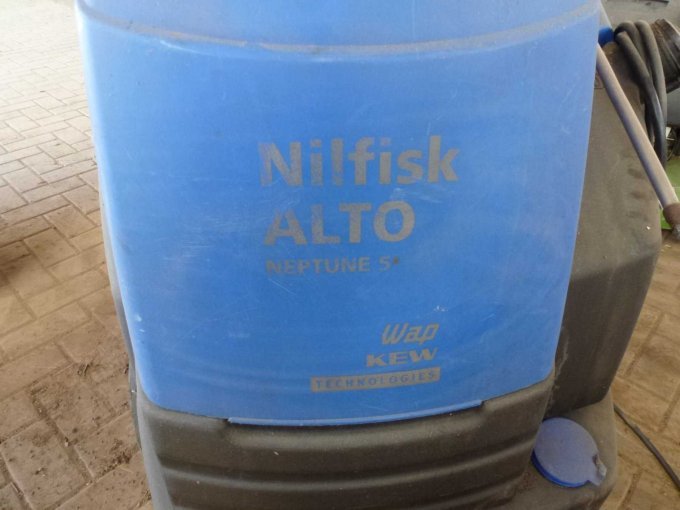 Nilfisk
ALTO
NEPTUNE 5
Wap
KEW
TECHNOLOGIES